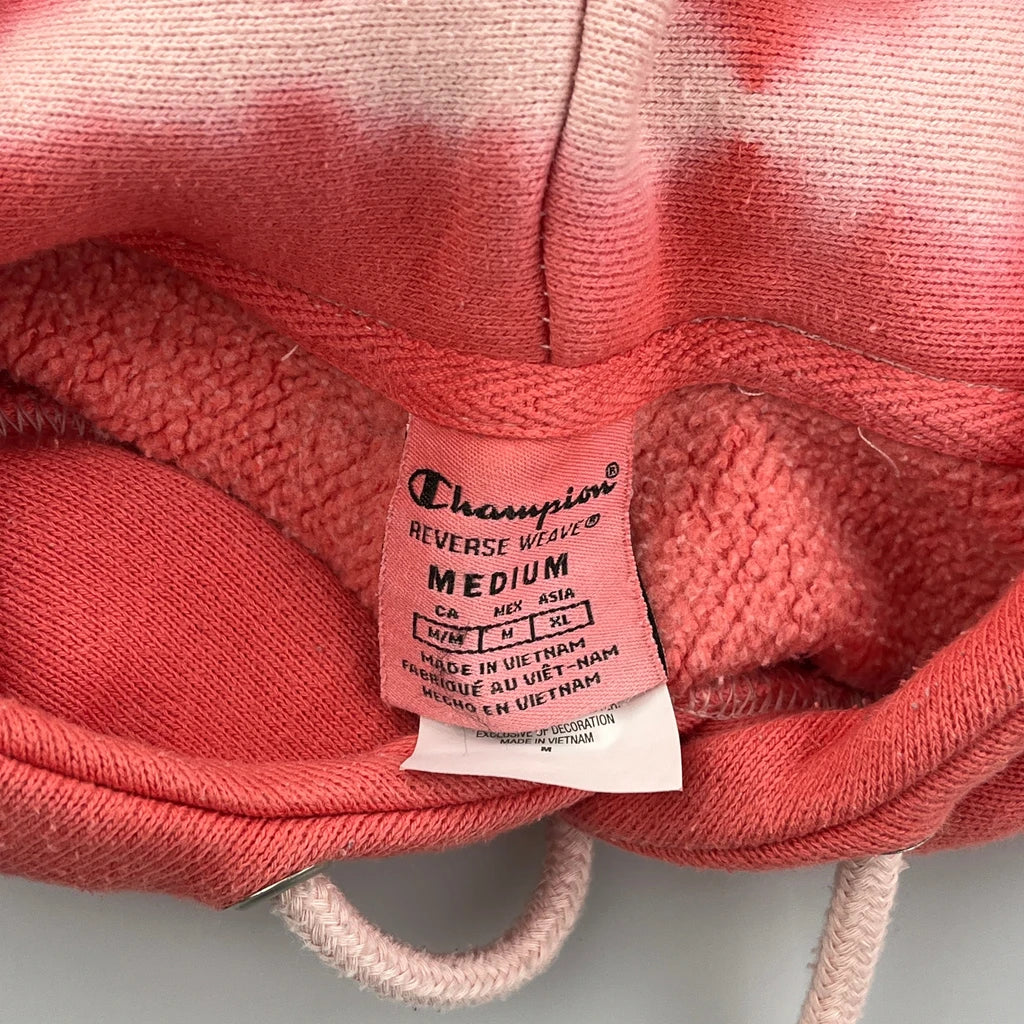 Champion®
REVERSE WEAVE®
MEDIUM
CA MEX ASIA
M/M M XL
MADE IN VIETNAM
FABRIQUÉ AU VIÊT-NAM
HECHO EN VIETNAM
EXCLUSIVE OF DECORATION
MADE IN VIETNAM
M